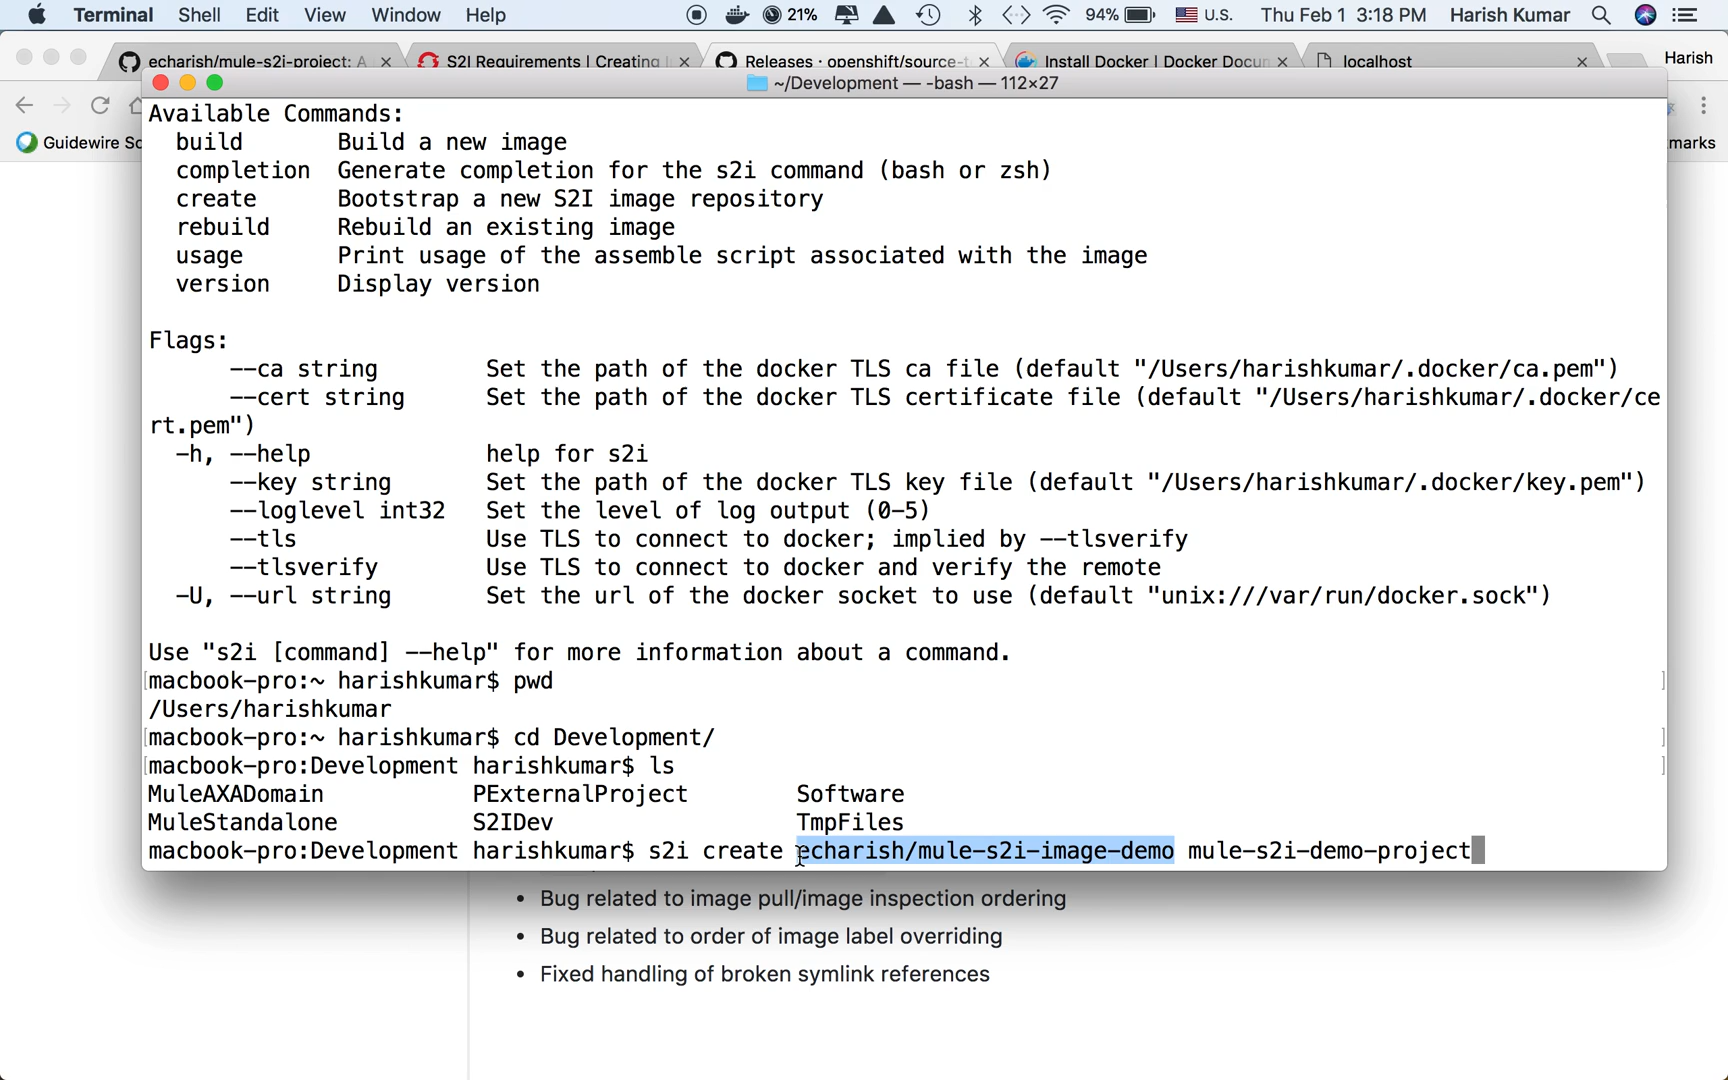 Terminal Shell Edit View Window Help 21% 94% U.S. Thu Feb 1 3:18 PM Harish Kumar
echarish/mule-s2i-project: A × S2I Requirements | Creating × Releases · openshift/source-t × Install Docker | Docker Docu × localhost × Harish
~/Development — -bash — 112×27
Guidewire Sc
marks
Available Commands:
build Build a new image
completion Generate completion for the s2i command (bash or zsh)
create Bootstrap a new S2I image repository
rebuild Rebuild an existing image
usage Print usage of the assemble script associated with the image
version Display version
Flags:
--ca string Set the path of the docker TLS ca file (default "/Users/harishkumar/.docker/ca.pem")
--cert string Set the path of the docker TLS certificate file (default "/Users/harishkumar/.docker/ce
rt.pem")
-h, --help help for s2i
--key string Set the path of the docker TLS key file (default "/Users/harishkumar/.docker/key.pem")
--loglevel int32 Set the level of log output (0-5)
--tls Use TLS to connect to docker; implied by --tlsverify
--tlsverify Use TLS to connect to docker and verify the remote
-U, --url string Set the url of the docker socket to use (default "unix:///var/run/docker.sock")
Use "s2i [command] --help" for more information about a command.
[macbook-pro:~ harishkumar$ pwd ]
/Users/harishkumar
[macbook-pro:~ harishkumar$ cd Development/ ]
[macbook-pro:Development harishkumar$ ls ]
MuleAXADomain PExternalProject Software
MuleStandalone S2IDev TmpFiles
macbook-pro:Development harishkumar$ s2i create echarish/mule-s2i-image-demo mule-s2i-demo-project
• Bug related to image pull/image inspection ordering
• Bug related to order of image label overriding
• Fixed handling of broken symlink references